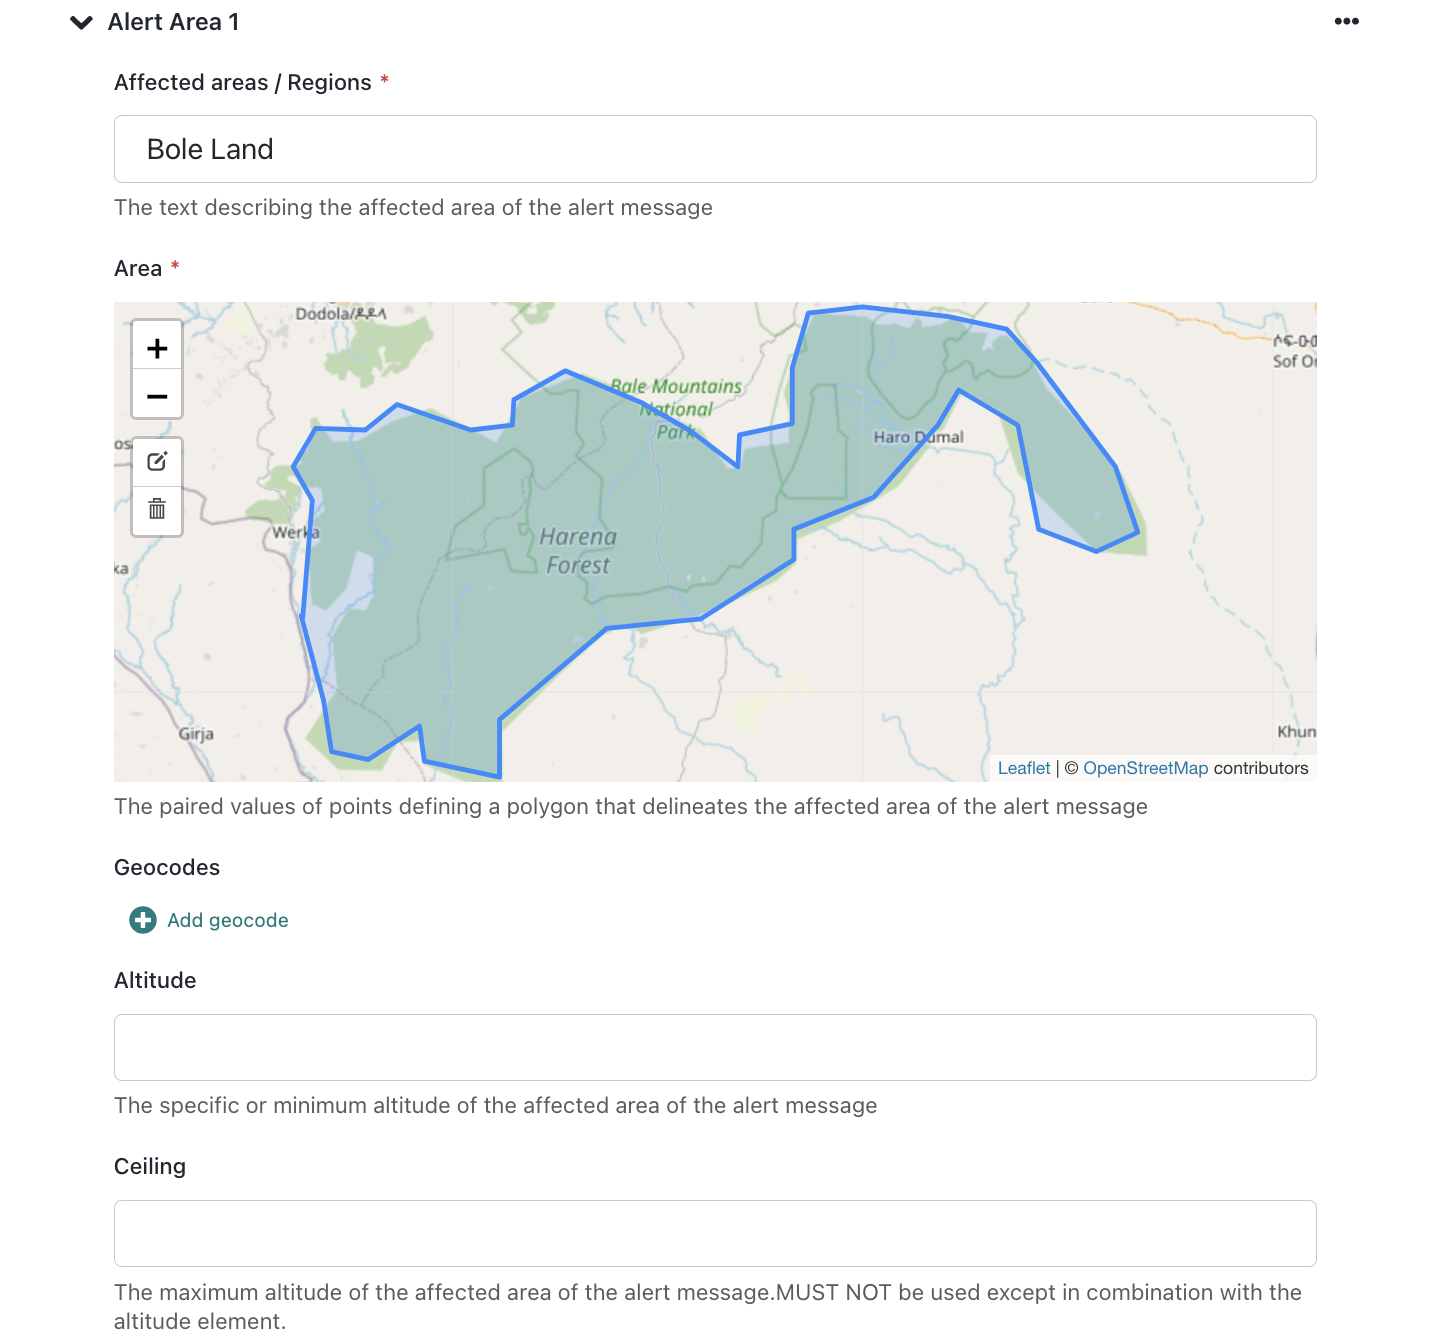 Alert Area 1
Affected areas / Regions *
Bole Land
The text describing the affected area of the alert message
Area *
Dodola/
Sof
Bale Mountains
National
Park
Haro Dumal
Werka
Harena
Forest
Girja
Khun
Leaflet | © OpenStreetMap contributors
The paired values of points defining a polygon that delineates the affected area of the alert message
Geocodes
Add geocode
Altitude
The specific or minimum altitude of the affected area of the alert message
Ceiling
The maximum altitude of the affected area of the alert message.MUST NOT be used except in combination with the
altitude element.